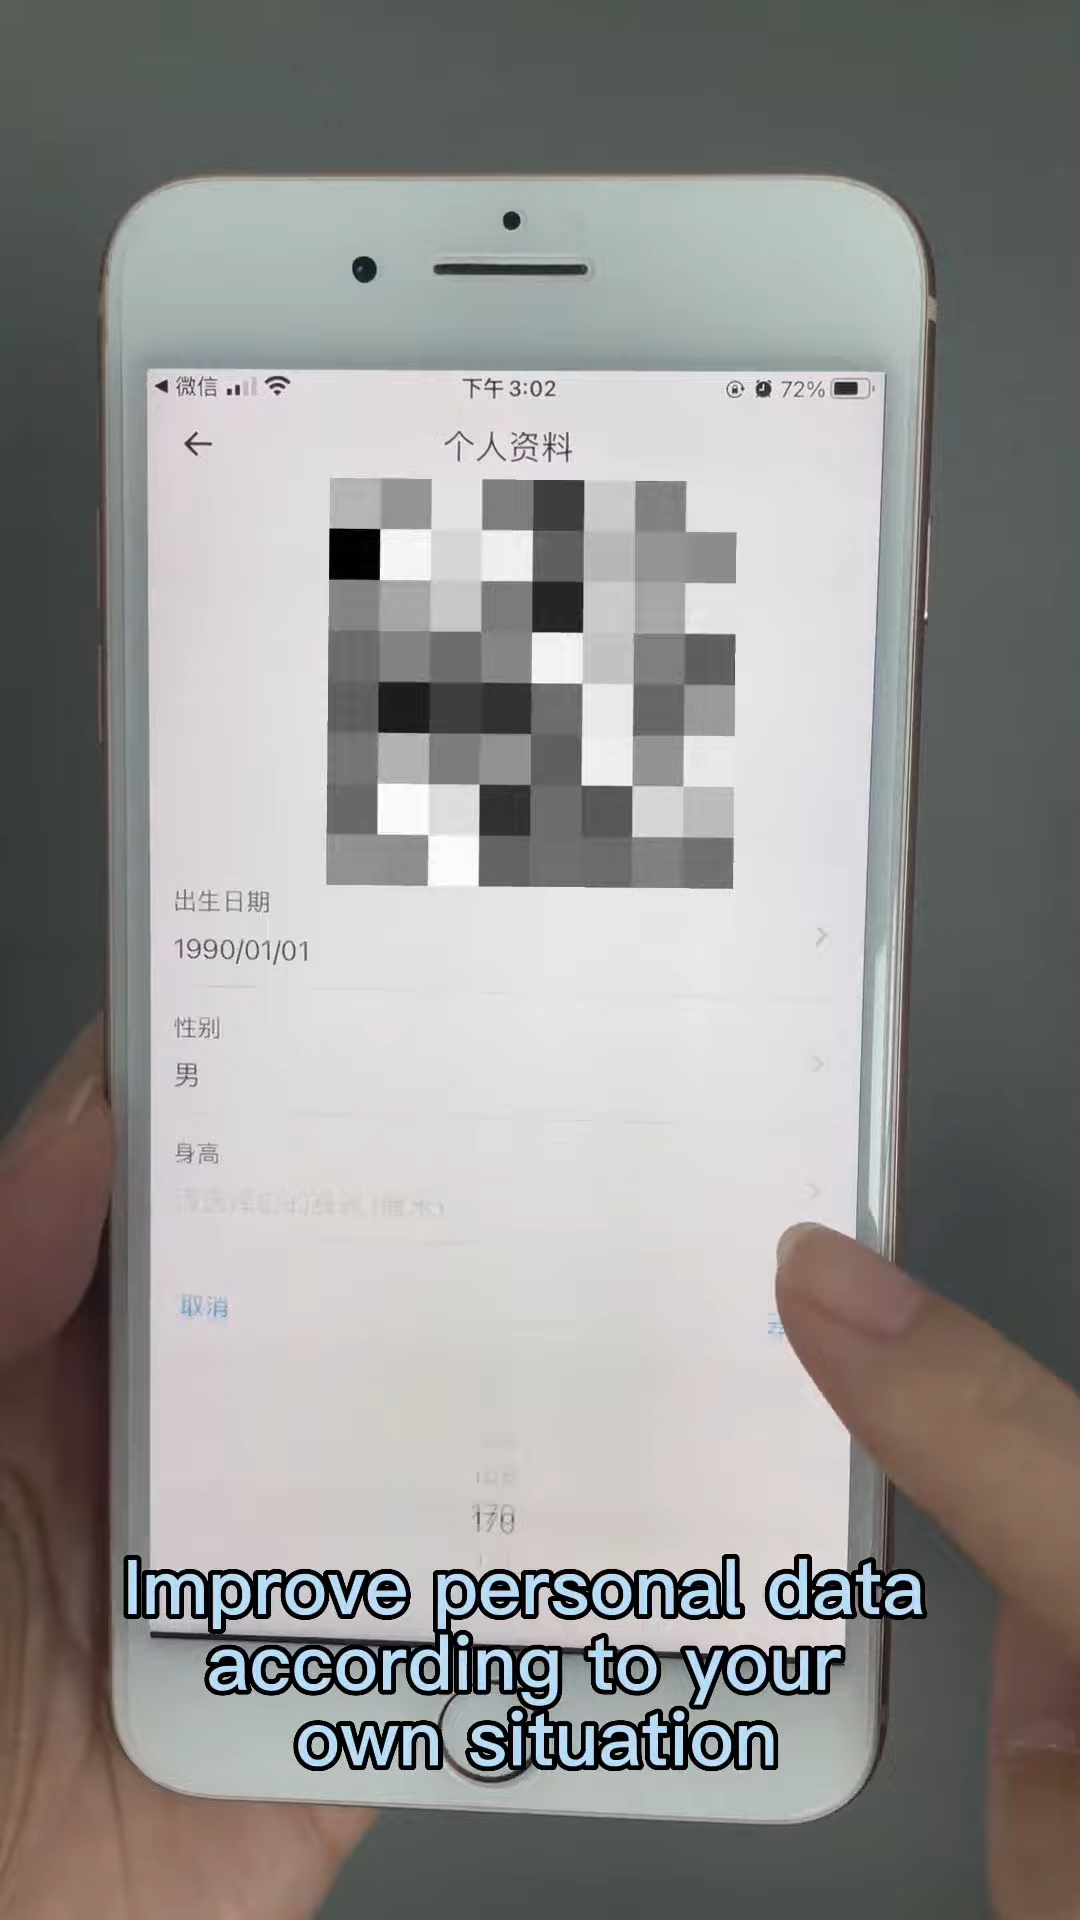 微信
下午3:02
72%
个人资料
出生日期
1990/01/01
性别
男
身高
取消
170
Improve personal data
according to your
own situation